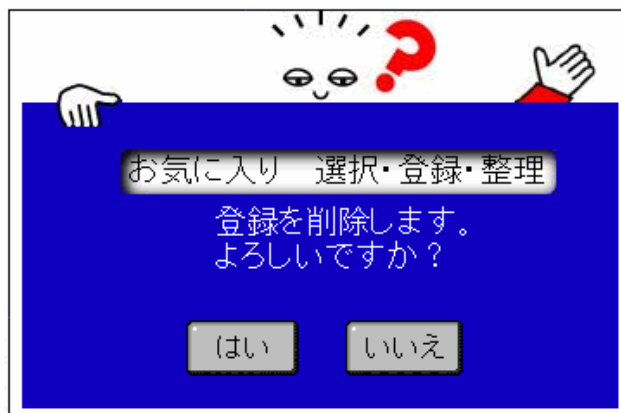 ?
お気に入り　選択・登録・整理
登録を削除します。
よろしいですか？
はい　いいえ